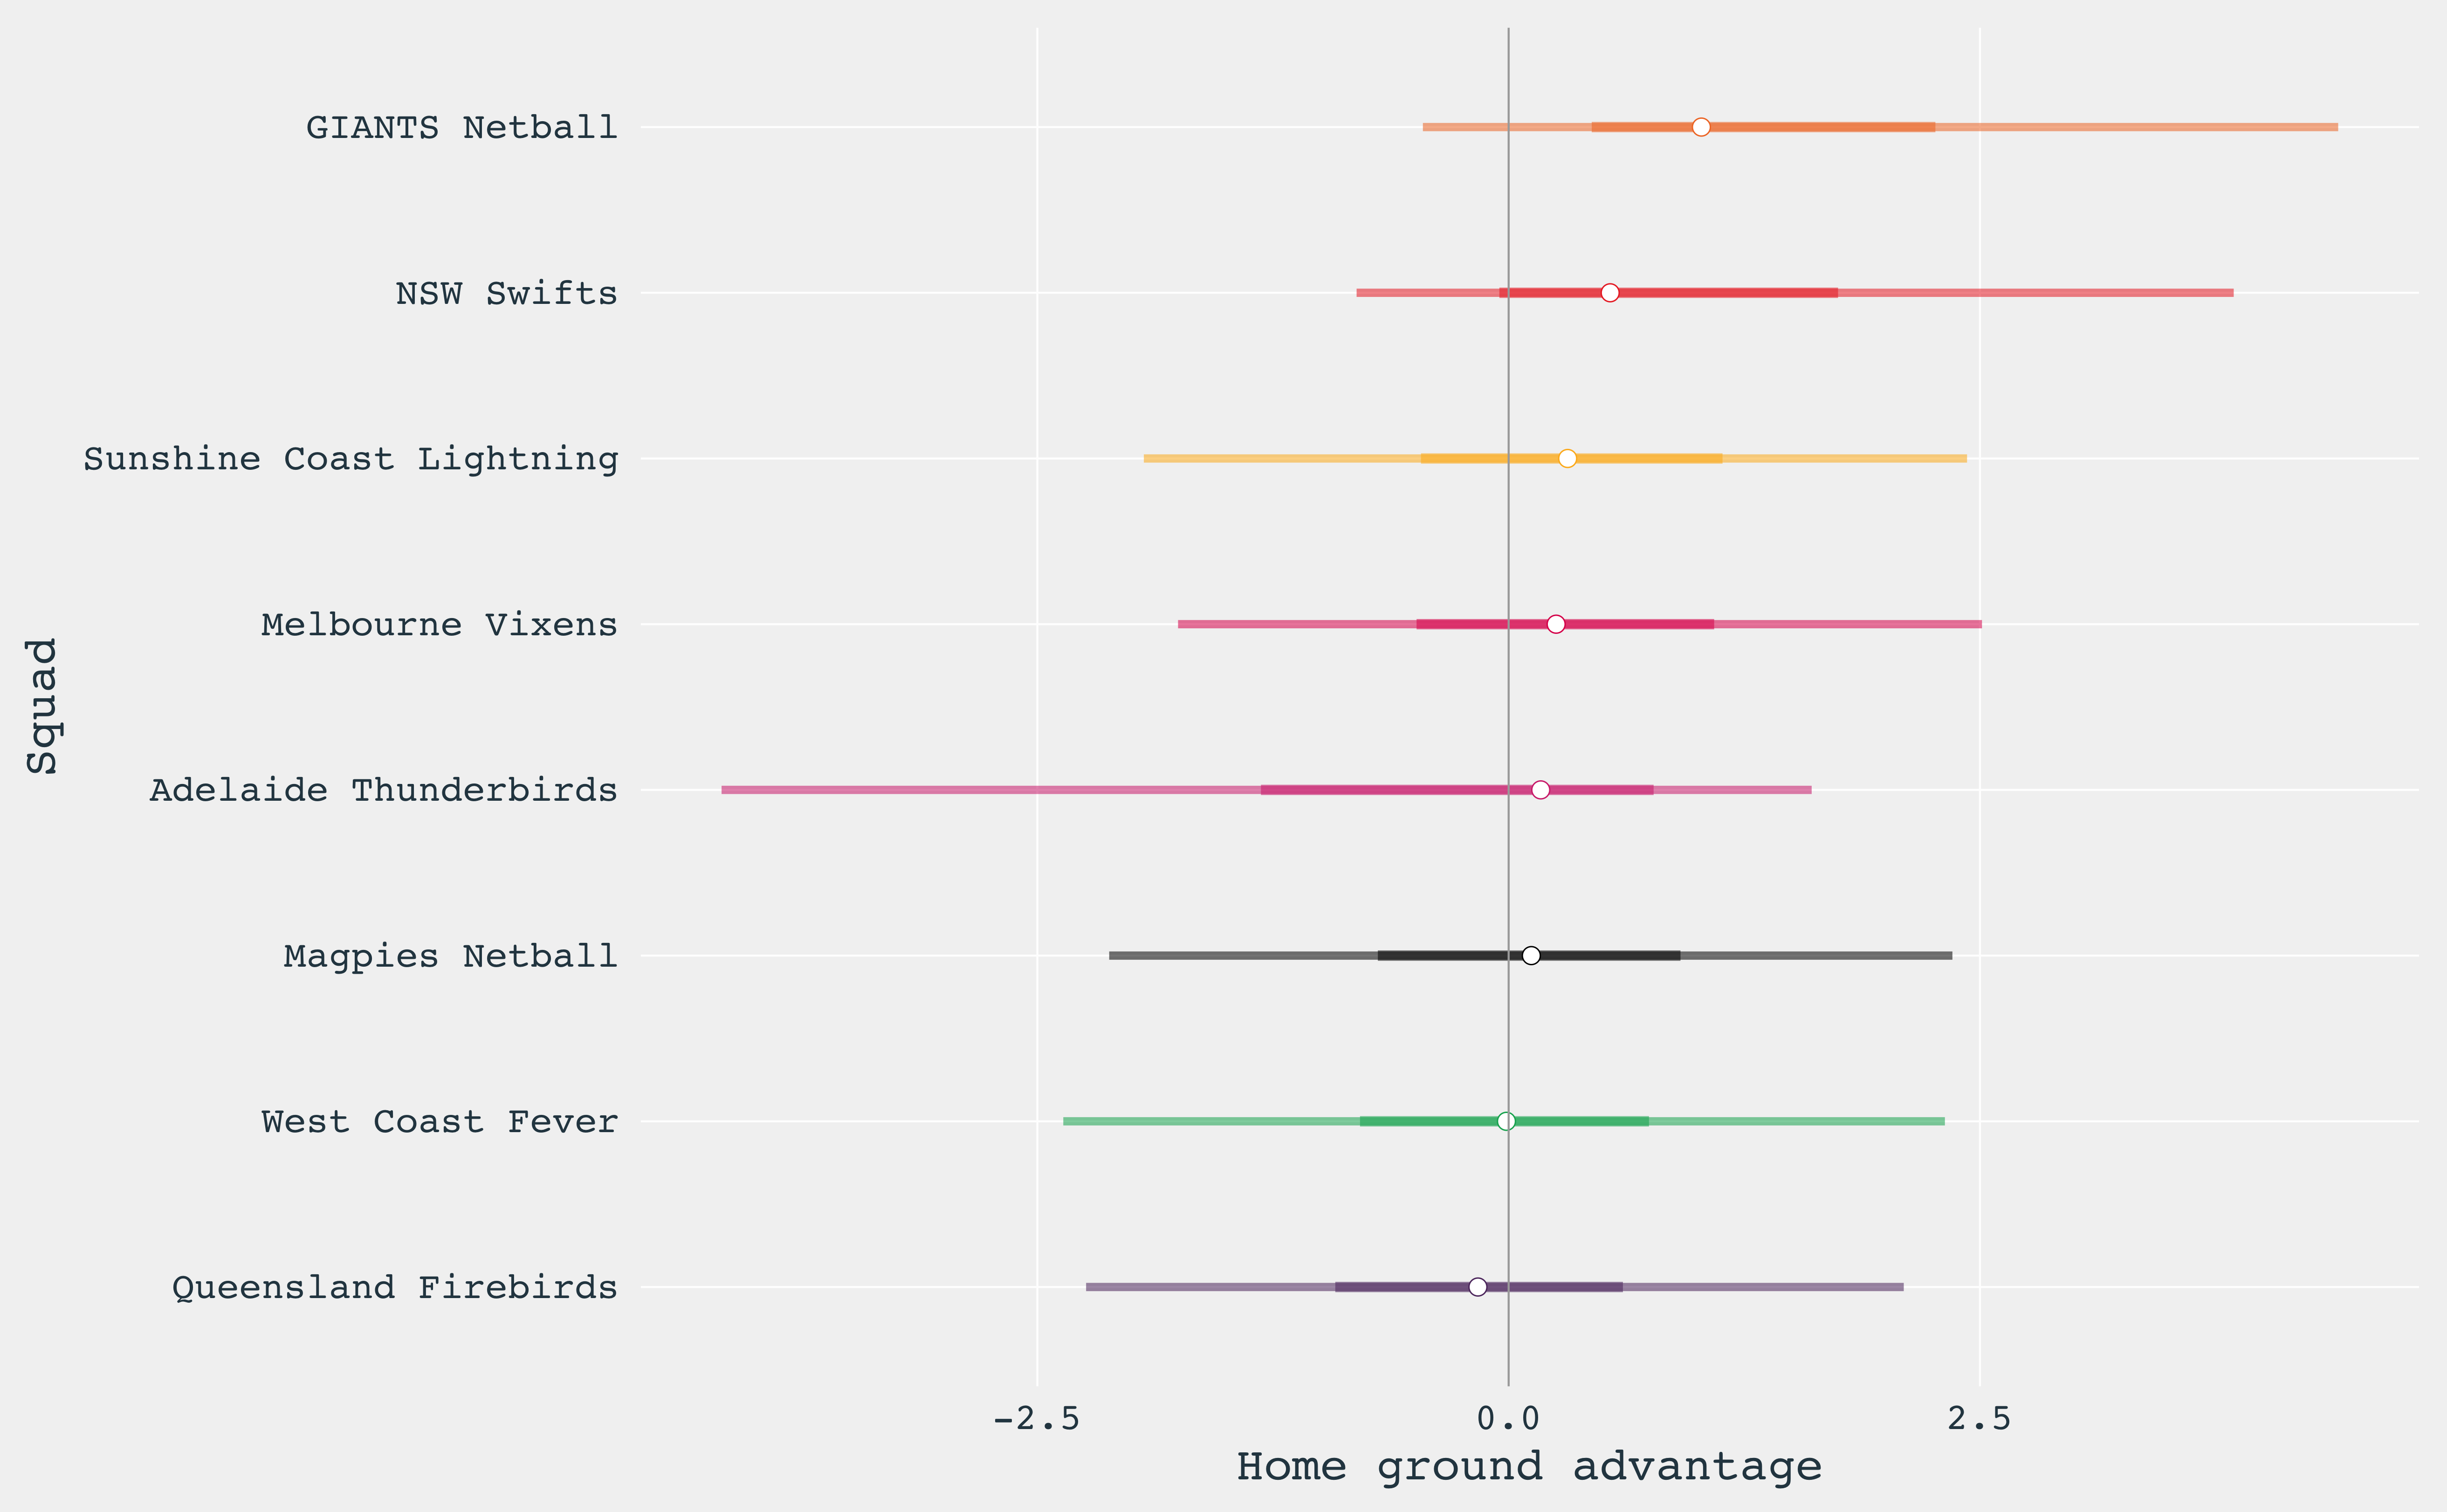 GIANTS Netball
NSW Swifts
Sunshine Coast Lightning
Melbourne Vixens
Adelaide Thunderbirds
Magpies Netball
West Coast Fever
Queensland Firebirds
Squad
-2.5 0.0 2.5
Home ground advantage